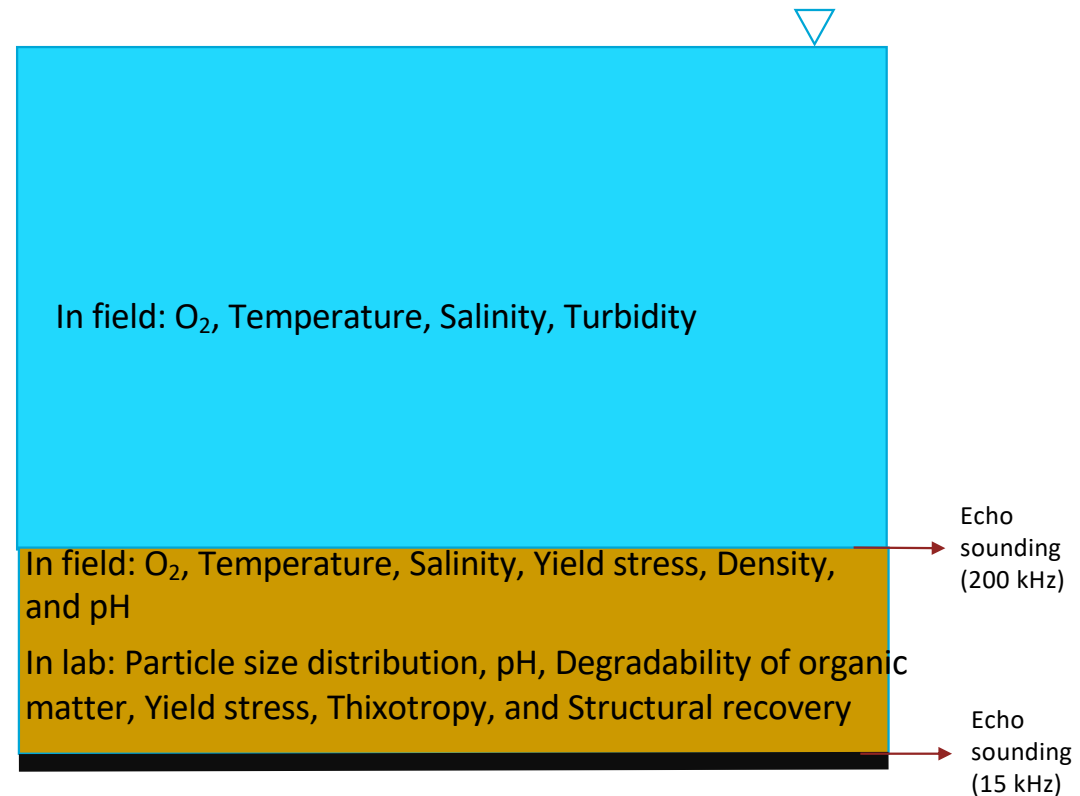 In field: O₂, Temperature, Salinity, Turbidity
Echo
sounding
(200 kHz)
In field: O₂, Temperature, Salinity, Yield stress, Density,
and pH
In lab: Particle size distribution, pH, Degradability of organic
matter, Yield stress, Thixotropy, and Structural recovery
Echo
sounding
(15 kHz)